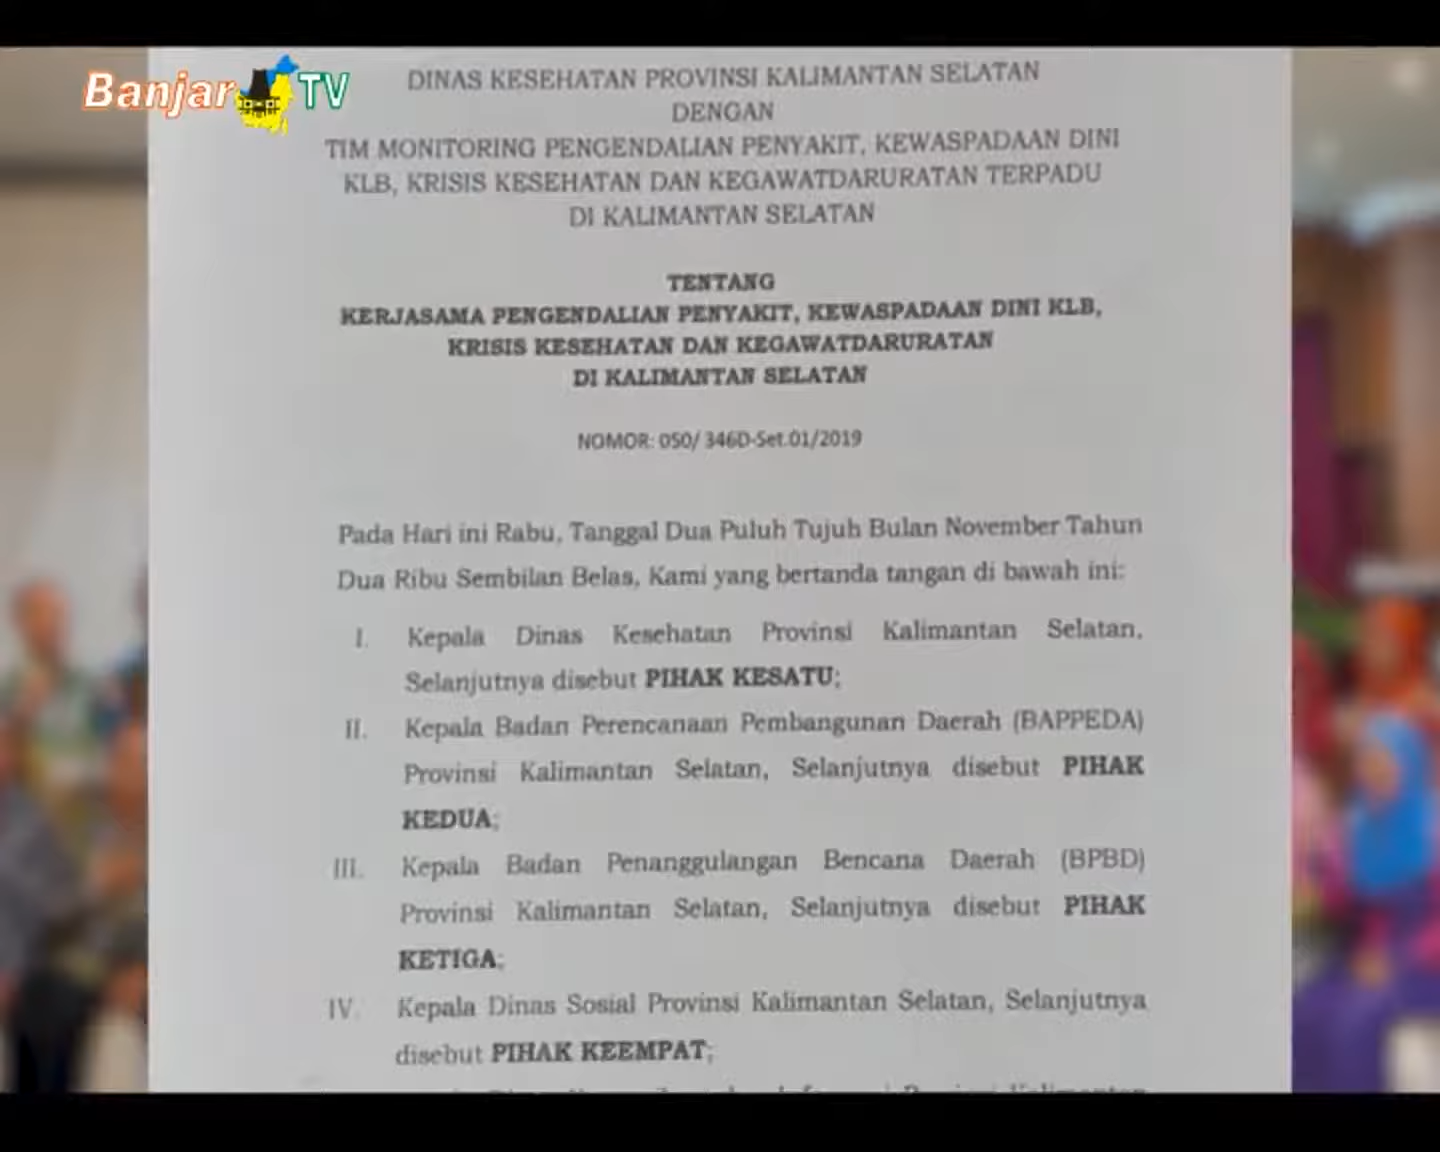 Banjar TV
DINAS KESEHATAN PROVINSI KALIMANTAN SELATAN
DENGAN
TIM MONITORING PENGENDALIAN PENYAKIT, KEWASPADAAN DINI
KLB, KRISIS KESEHATAN DAN KEGAWATDARURATAN TERPADU
DI KALIMANTAN SELATAN
TENTANG
KERJASAMA PENGENDALIAN PENYAKIT, KEWASPADAAN DINI KLB,
KRISIS KESEHATAN DAN KEGAWATDARURATAN
DI KALIMANTAN SELATAN
NOMOR: 050/ 346D-Set.01/2019
Pada Hari ini Rabu, Tanggal Dua Puluh Tujuh Bulan November Tahun
Dua Ribu Sembilan Belas, Kami yang bertanda tangan di bawah ini:
I. Kepala Dinas Kesehatan Provinsi Kalimantan Selatan,
Selanjutnya disebut PIHAK KESATU;
II. Kepala Badan Perencanaan Pembangunan Daerah (BAPPEDA)
Provinsi Kalimantan Selatan, Selanjutnya disebut PIHAK
KEDUA;
III. Kepala Badan Penanggulangan Bencana Daerah (BPBD)
Provinsi Kalimantan Selatan, Selanjutnya disebut PIHAK
KETIGA;
IV. Kepala Dinas Sosial Provinsi Kalimantan Selatan, Selanjutnya
disebut PIHAK KEEMPAT;